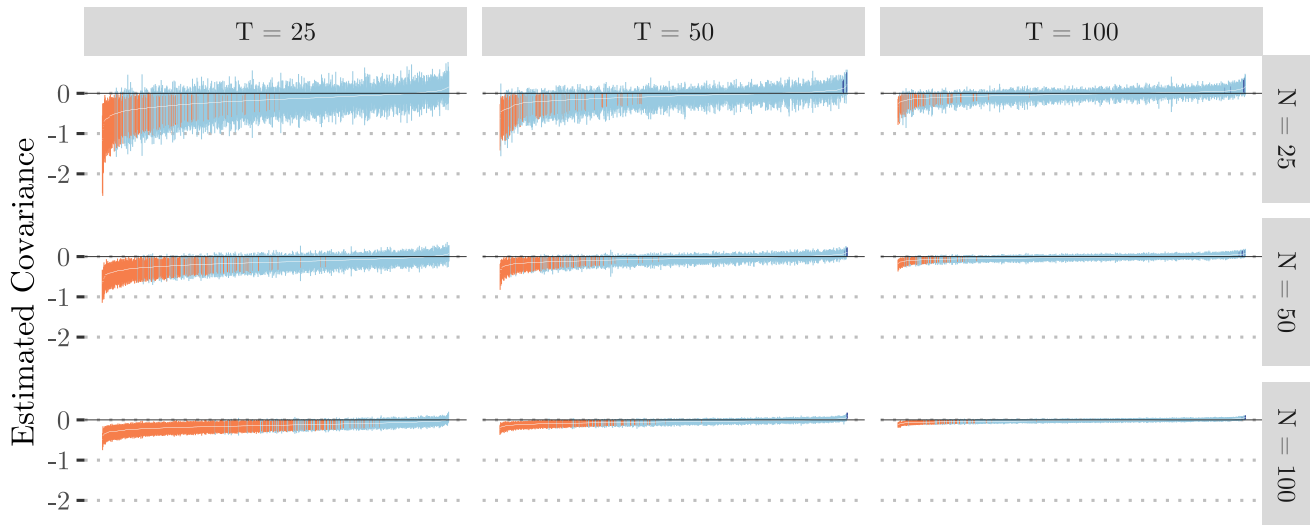 T = 25
T = 50
T = 100
Estimated Covariance
0
-1
-2
N = 25
0
-1
-2
N = 50
0
-1
-2
N = 100